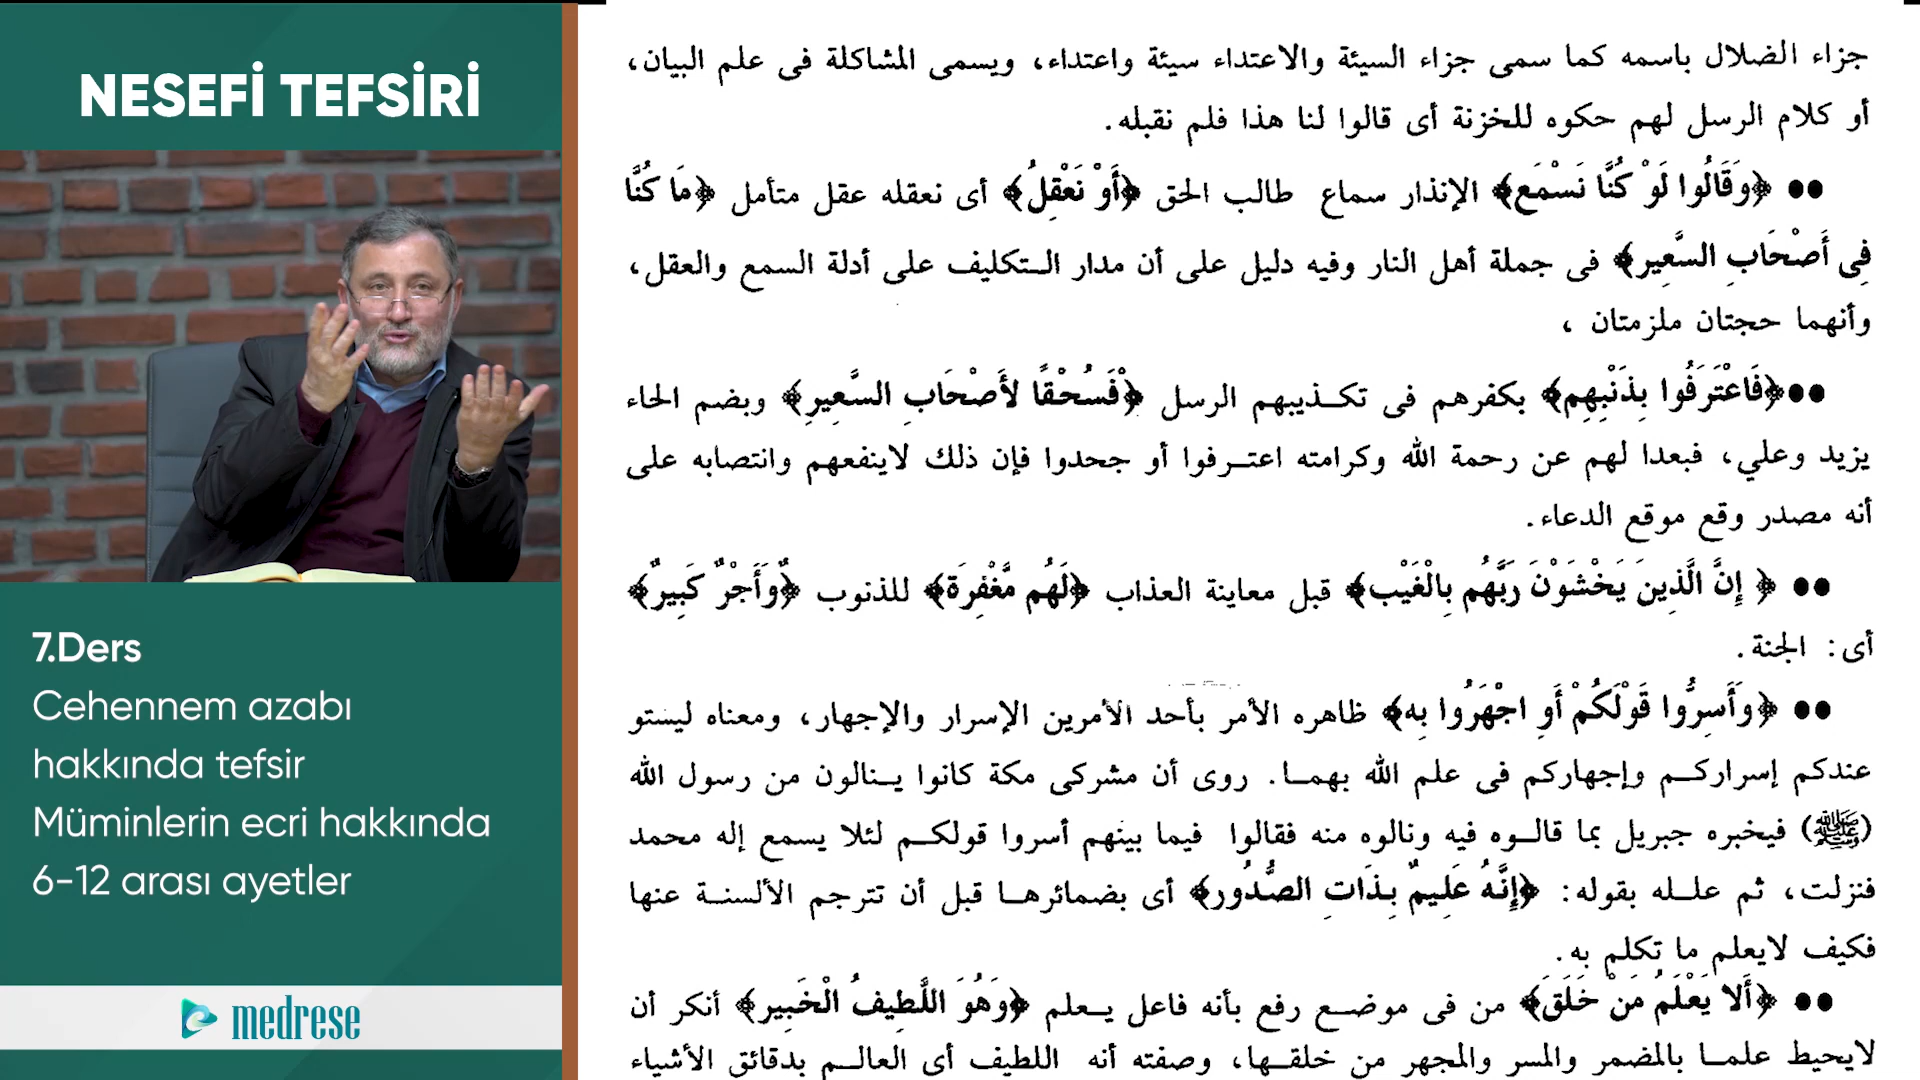 NESEFİ TEFSİRİ
7.Ders
Cehennem azabı
hakkında tefsir
Müminlerin ecri hakkında
6-12 arası ayetler
medrese
جزاء الضلال باسمه كما سمى جزاء السيئة والاعتداء سيئة واعتداء، ويسمى المشاكلة فى علم البيان،
أو كلام الرسل لهم حكوه للخزنة أى قالوا لنا هذا فلم نقبله.
●● ﴿وَقَالُوا لَوْ كُنَّا نَسْمَع﴾ الإنذار سماع طالب الحق ﴿أَوْ نَعْقِلُ﴾ أى نعقله عقل متأمل ﴿مَا كُنَّا
فِى أَصْحَابِ السَّعِير﴾ فى جملة أهل النار وفيه دليل على أن مدار التكليف على أدلة السمع والعقل،
وأنهما حجتان ملزمتان ،
●●﴿فَاعْتَرَفُوا بِذَنْبِهِم﴾ بكفرهم فى تكذيبهم الرسل ﴿فَسُحْقًا لأَصْحَابِ السَّعِيرِ﴾ وبضم الحاء
يزيد وعلي، فبعدا لهم عن رحمة الله وكرامته اعترفوا أو جحدوا فإن ذلك لاينفعهم وانتصابه على
أنه مصدر وقع موقع الدعاء.
●● ﴿ إِنَّ الَّذِينَ يَخْشَوْنَ رَبَّهُم بِالْغَيْب﴾ قبل معاينة العذاب ﴿لَهُم مَّغْفِرَة﴾ للذنوب ﴿وَأَجْرٌ كَبِيرٌ﴾
أى: الجنة.
●● ﴿وَأَسِرُّوا قَوْلَكُمْ أَوِ اجْهَرُوا بِه﴾ ظاهره الأمر بأحد الأمرين الإسرار والإجهار، ومعناه ليستو
عندكم إسراركم وإجهاركم فى علم الله بهما. روى أن مشركى مكة كانوا ينالون من رسول الله
(ﷺ) فيخبره جبريل بما قالوه فيه ونالوه منه فقالوا فيما بينهم أسروا قولكم لئلا يسمع إله محمد
فنزلت، ثم علله بقوله: ﴿إِنَّهُ عَلِيمٌ بِذَاتِ الصُّدُور﴾ أى بضمائرها قبل أن تترجم الألسنة عنها
فكيف لايعلم ما تكلم به.
●● ﴿أَلا يَعْلَمُ مَنْ خَلَقَ﴾ من فى موضع رفع بأنه فاعل يعلم ﴿وَهُوَ اللَّطِيفُ الْخَبِير﴾ أنكر أن
لايحيط علما بالمضمر والمسر والمجهر من خلقها، وصفته أنه اللطيف أى العالم بدقائق الأشياء